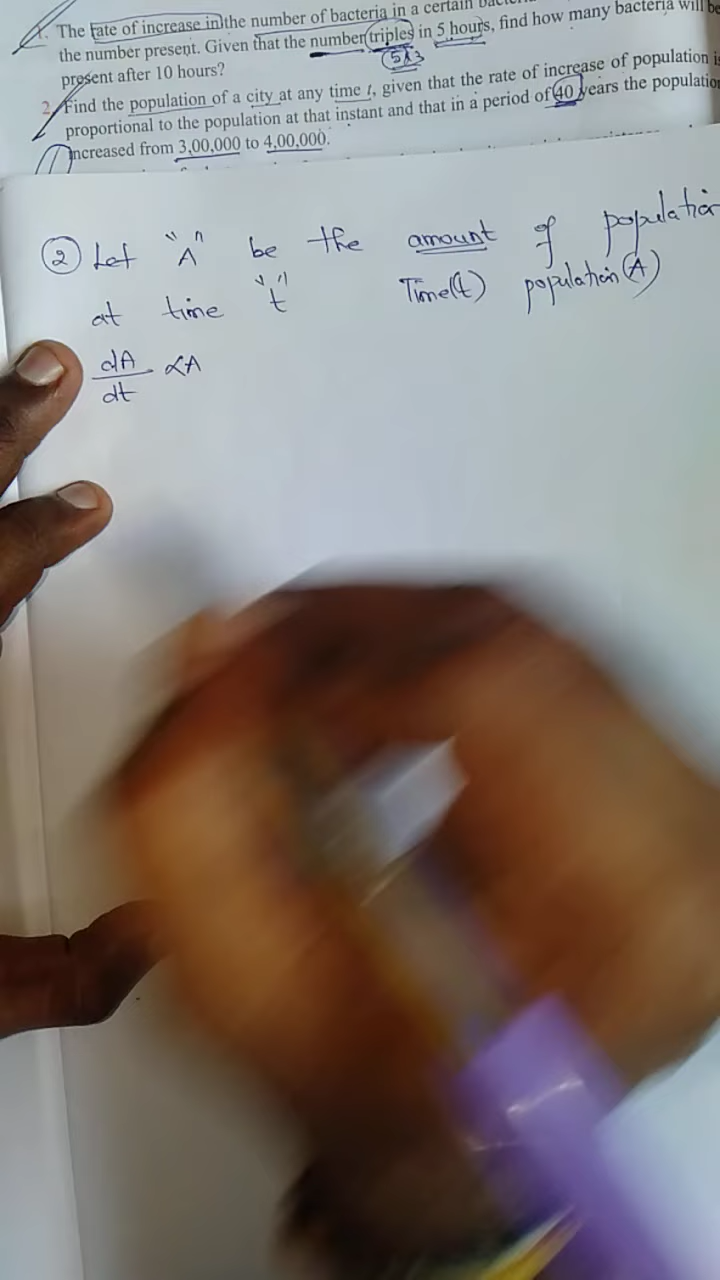 1. The rate of increase in the number of bacteria in a certain
the number present. Given that the number triples in 5 hours, find how many bacteria will be
present after 10 hours?
2. Find the population of a city at any time t, given that the rate of increase of population is
proportional to the population at that instant and that in a period of 40 years the population
increased from 3,00,000 to 4,00,000.
② Let "A" be the amount of population
at time "t" Time(t) population(A)
dA
dt
∝A